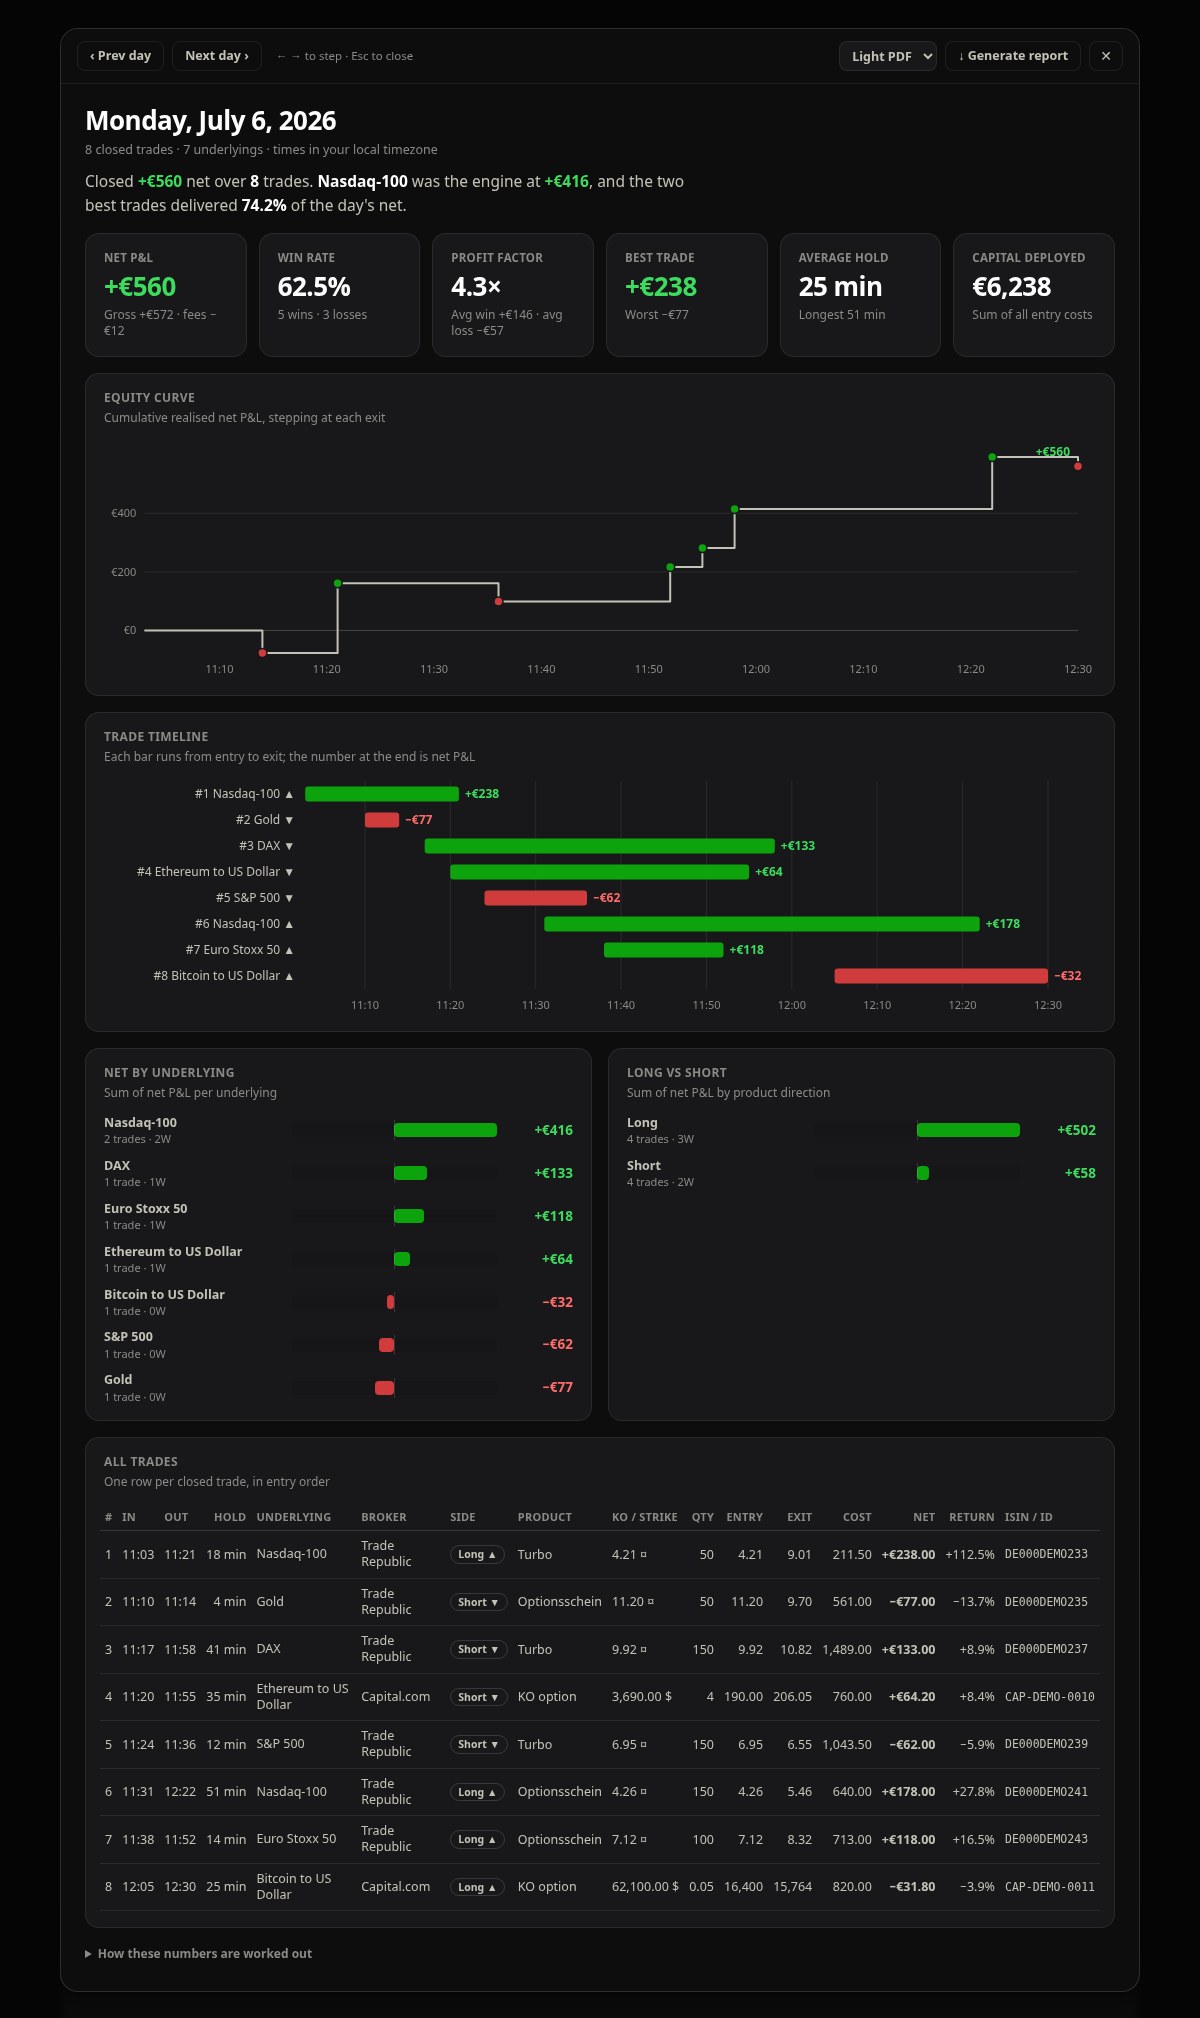 ‹ Prev day Next day › ← → to step · Esc to close Light PDF ↓ Generate report ✕
Monday, July 6, 2026
8 closed trades · 7 underlyings · times in your local timezone
Closed +€560 net over 8 trades. Nasdaq-100 was the engine at +€416, and the two
best trades delivered 74.2% of the day's net.
NET P&L
+€560
Gross +€572 · fees −
€12
WIN RATE
62.5%
5 wins · 3 losses
PROFIT FACTOR
4.3×
Avg win +€146 · avg
loss −€57
BEST TRADE
+€238
Worst −€77
AVERAGE HOLD
25 min
Longest 51 min
CAPITAL DEPLOYED
€6,238
Sum of all entry costs
EQUITY CURVE
Cumulative realised net P&L, stepping at each exit
+€560
€400
€200
€0
11:10 11:20 11:30 11:40 11:50 12:00 12:10 12:20 12:30
TRADE TIMELINE
Each bar runs from entry to exit; the number at the end is net P&L
#1 Nasdaq-100 ▲ +€238
#2 Gold ▼ −€77
#3 DAX ▼ +€133
#4 Ethereum to US Dollar ▼ +€64
#5 S&P 500 ▼ −€62
#6 Nasdaq-100 ▲ +€178
#7 Euro Stoxx 50 ▲ +€118
#8 Bitcoin to US Dollar ▲ −€32
11:10 11:20 11:30 11:40 11:50 12:00 12:10 12:20 12:30
NET BY UNDERLYING
Sum of net P&L per underlying
Nasdaq-100 +€416
2 trades · 2W
DAX +€133
1 trade · 1W
Euro Stoxx 50 +€118
1 trade · 1W
Ethereum to US Dollar +€64
1 trade · 1W
Bitcoin to US Dollar −€32
1 trade · 0W
S&P 500 −€62
1 trade · 0W
Gold −€77
1 trade · 0W
LONG VS SHORT
Sum of net P&L by product direction
Long +€502
4 trades · 3W
Short +€58
4 trades · 2W
ALL TRADES
One row per closed trade, in entry order
# IN OUT HOLD UNDERLYING BROKER SIDE PRODUCT KO / STRIKE QTY ENTRY EXIT COST NET RETURN ISIN / ID
1 11:03 11:21 18 min Nasdaq-100 Trade Republic Long ▲ Turbo 4.21 ¤ 50 4.21 9.01 211.50 +€238.00 +112.5% DE000DEMO233
2 11:10 11:14 4 min Gold Trade Republic Short ▼ Optionsschein 11.20 ¤ 50 11.20 9.70 561.00 −€77.00 −13.7% DE000DEMO235
3 11:17 11:58 41 min DAX Trade Republic Short ▼ Turbo 9.92 ¤ 150 9.92 10.82 1,489.00 +€133.00 +8.9% DE000DEMO237
4 11:20 11:55 35 min Ethereum to US Dollar Capital.com Short ▼ KO option 3,690.00 $ 4 190.00 206.05 760.00 +€64.20 +8.4% CAP-DEMO-0010
5 11:24 11:36 12 min S&P 500 Trade Republic Short ▼ Turbo 6.95 ¤ 150 6.95 6.55 1,043.50 −€62.00 −5.9% DE000DEMO239
6 11:31 12:22 51 min Nasdaq-100 Trade Republic Long ▲ Optionsschein 4.26 ¤ 150 4.26 5.46 640.00 +€178.00 +27.8% DE000DEMO241
7 11:38 11:52 14 min Euro Stoxx 50 Trade Republic Long ▲ Optionsschein 7.12 ¤ 100 7.12 8.32 713.00 +€118.00 +16.5% DE000DEMO243
8 12:05 12:30 25 min Bitcoin to US Dollar Capital.com Long ▲ KO option 62,100.00 $ 0.05 16,400 15,764 820.00 −€31.80 −3.9% CAP-DEMO-0011
▶ How these numbers are worked out